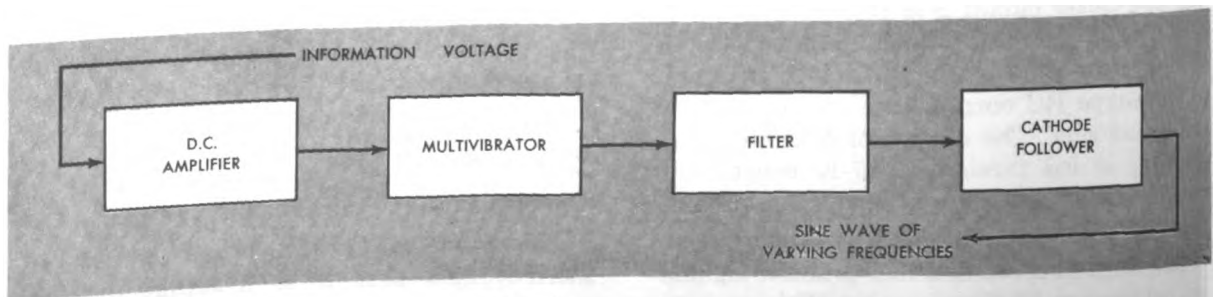 INFORMATION VOLTAGE
D.C.
AMPLIFIER
MULTIVIBRATOR
FILTER
CATHODE
FOLLOWER
SINE WAVE OF
VARYING FREQUENCIES